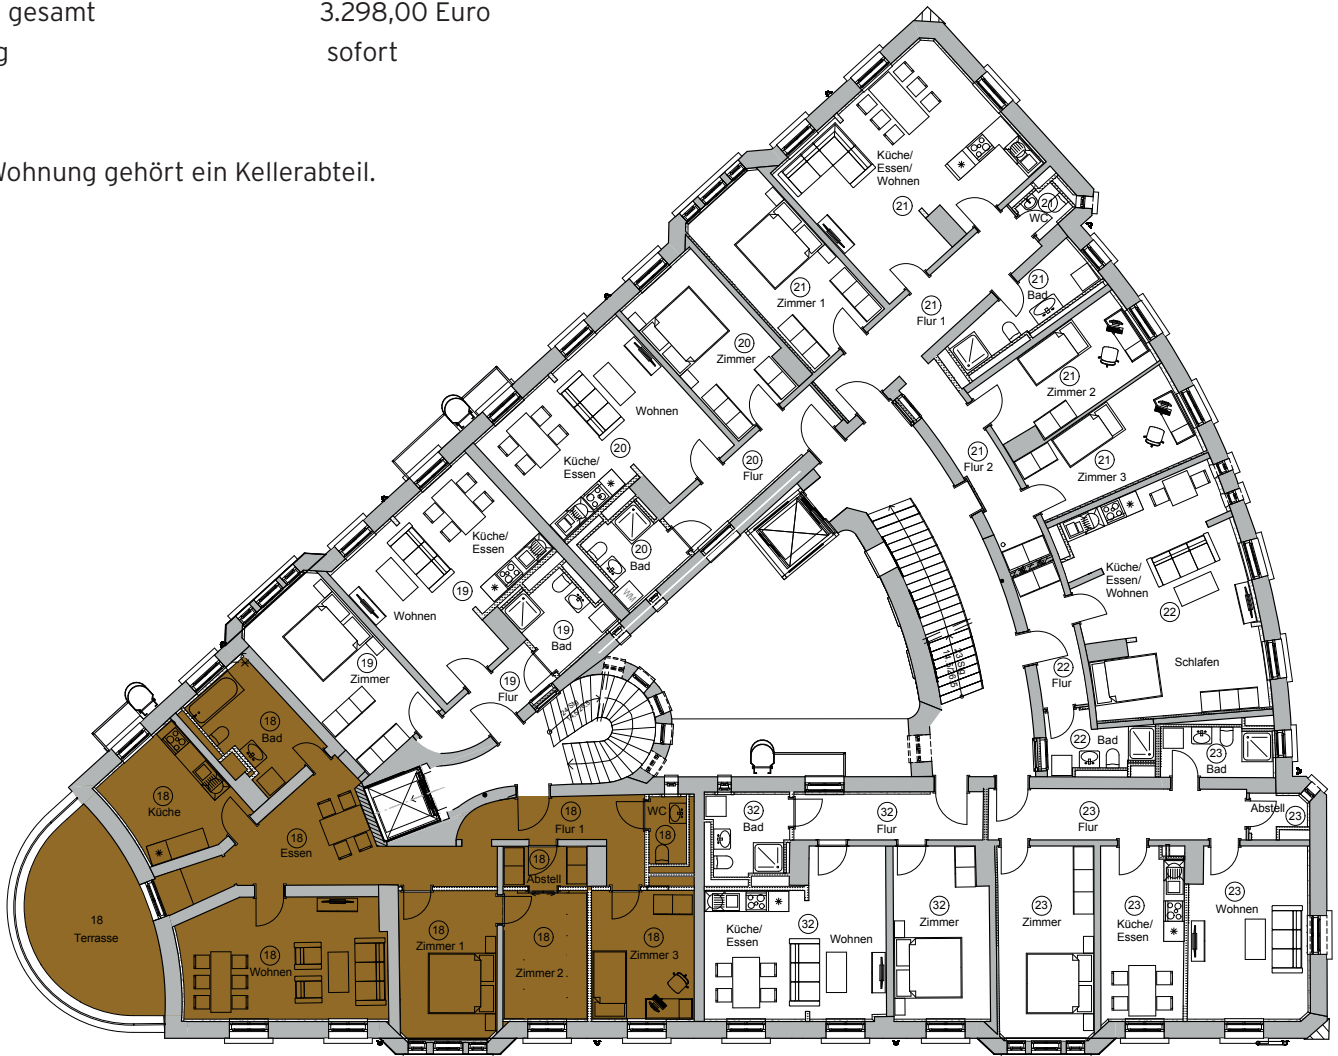 gesamt 3.298,00 Euro
g sofort
Wohnung gehört ein Kellerabteil.
Küche/
Essen/
Wohnen
21
21
WC
21
Zimmer 1
21
Flur 1
21
Bad
20
Zimmer
21
Zimmer 2
Wohnen
20
Küche/
Essen
20
Flur
21
Flur 2
21
Zimmer 3
Küche/
Essen
19
Wohnen
20
Bad
WM
Küche/
Essen/
Wohnen
22
19
Bad
19
Zimmer
19
Flur
22
Flur
Schlafen
18
Bad
22
Bad
23
Bad
18
Küche
18
Essen
18
Flur 1
WC
18
32
Bad
32
Flur
23
Flur
Abstell
23
18
Abstell
18
Terrasse
18
Wohnen
18
Zimmer 1
18
Zimmer 2
18
Zimmer 3
Küche/
Essen
32
Wohnen
32
Zimmer
23
Zimmer
23
Küche/
Essen
23
Wohnen